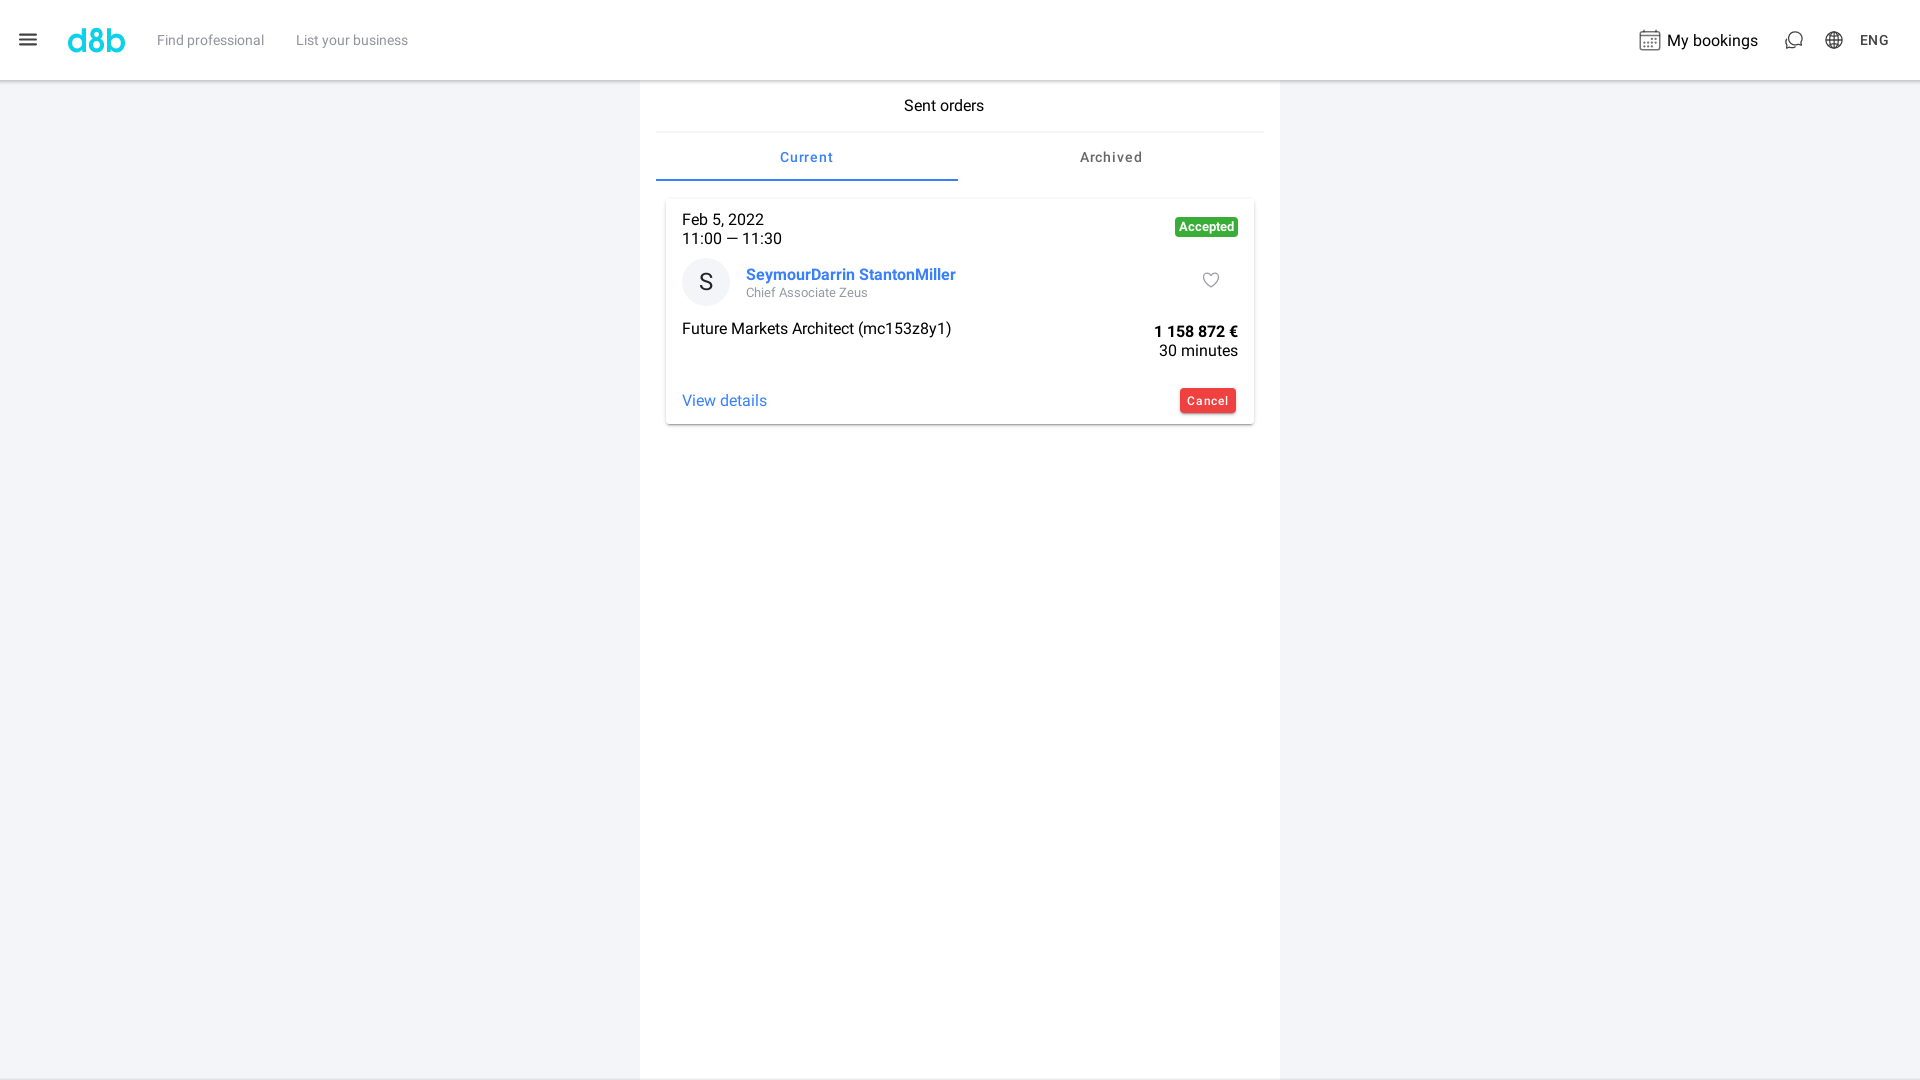 d8b
Find professional
List your business
My bookings
ENG
Sent orders
Current
Archived
Feb 5, 2022
11:00 — 11:30
Accepted
S
SeymourDarrin StantonMiller
Chief Associate Zeus
Future Markets Architect (mc153z8y1)
1 158 872 €
30 minutes
View details
Cancel